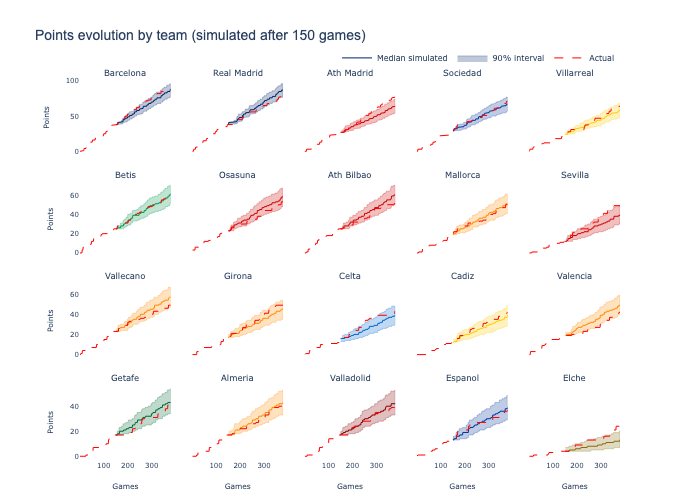 Points evolution by team (simulated after 150 games)
Median simulated 90% interval Actual
Barcelona Real Madrid Ath Madrid Sociedad Villarreal
100
50
0
Points
Betis Osasuna Ath Bilbao Mallorca Sevilla
60
40
20
0
Points
Vallecano Girona Celta Cadiz Valencia
60
40
20
0
Points
Getafe Almeria Valladolid Espanol Elche
40
20
0
Points
100 200 300 100 200 300 100 200 300 100 200 300 100 200 300
Games Games Games Games Games